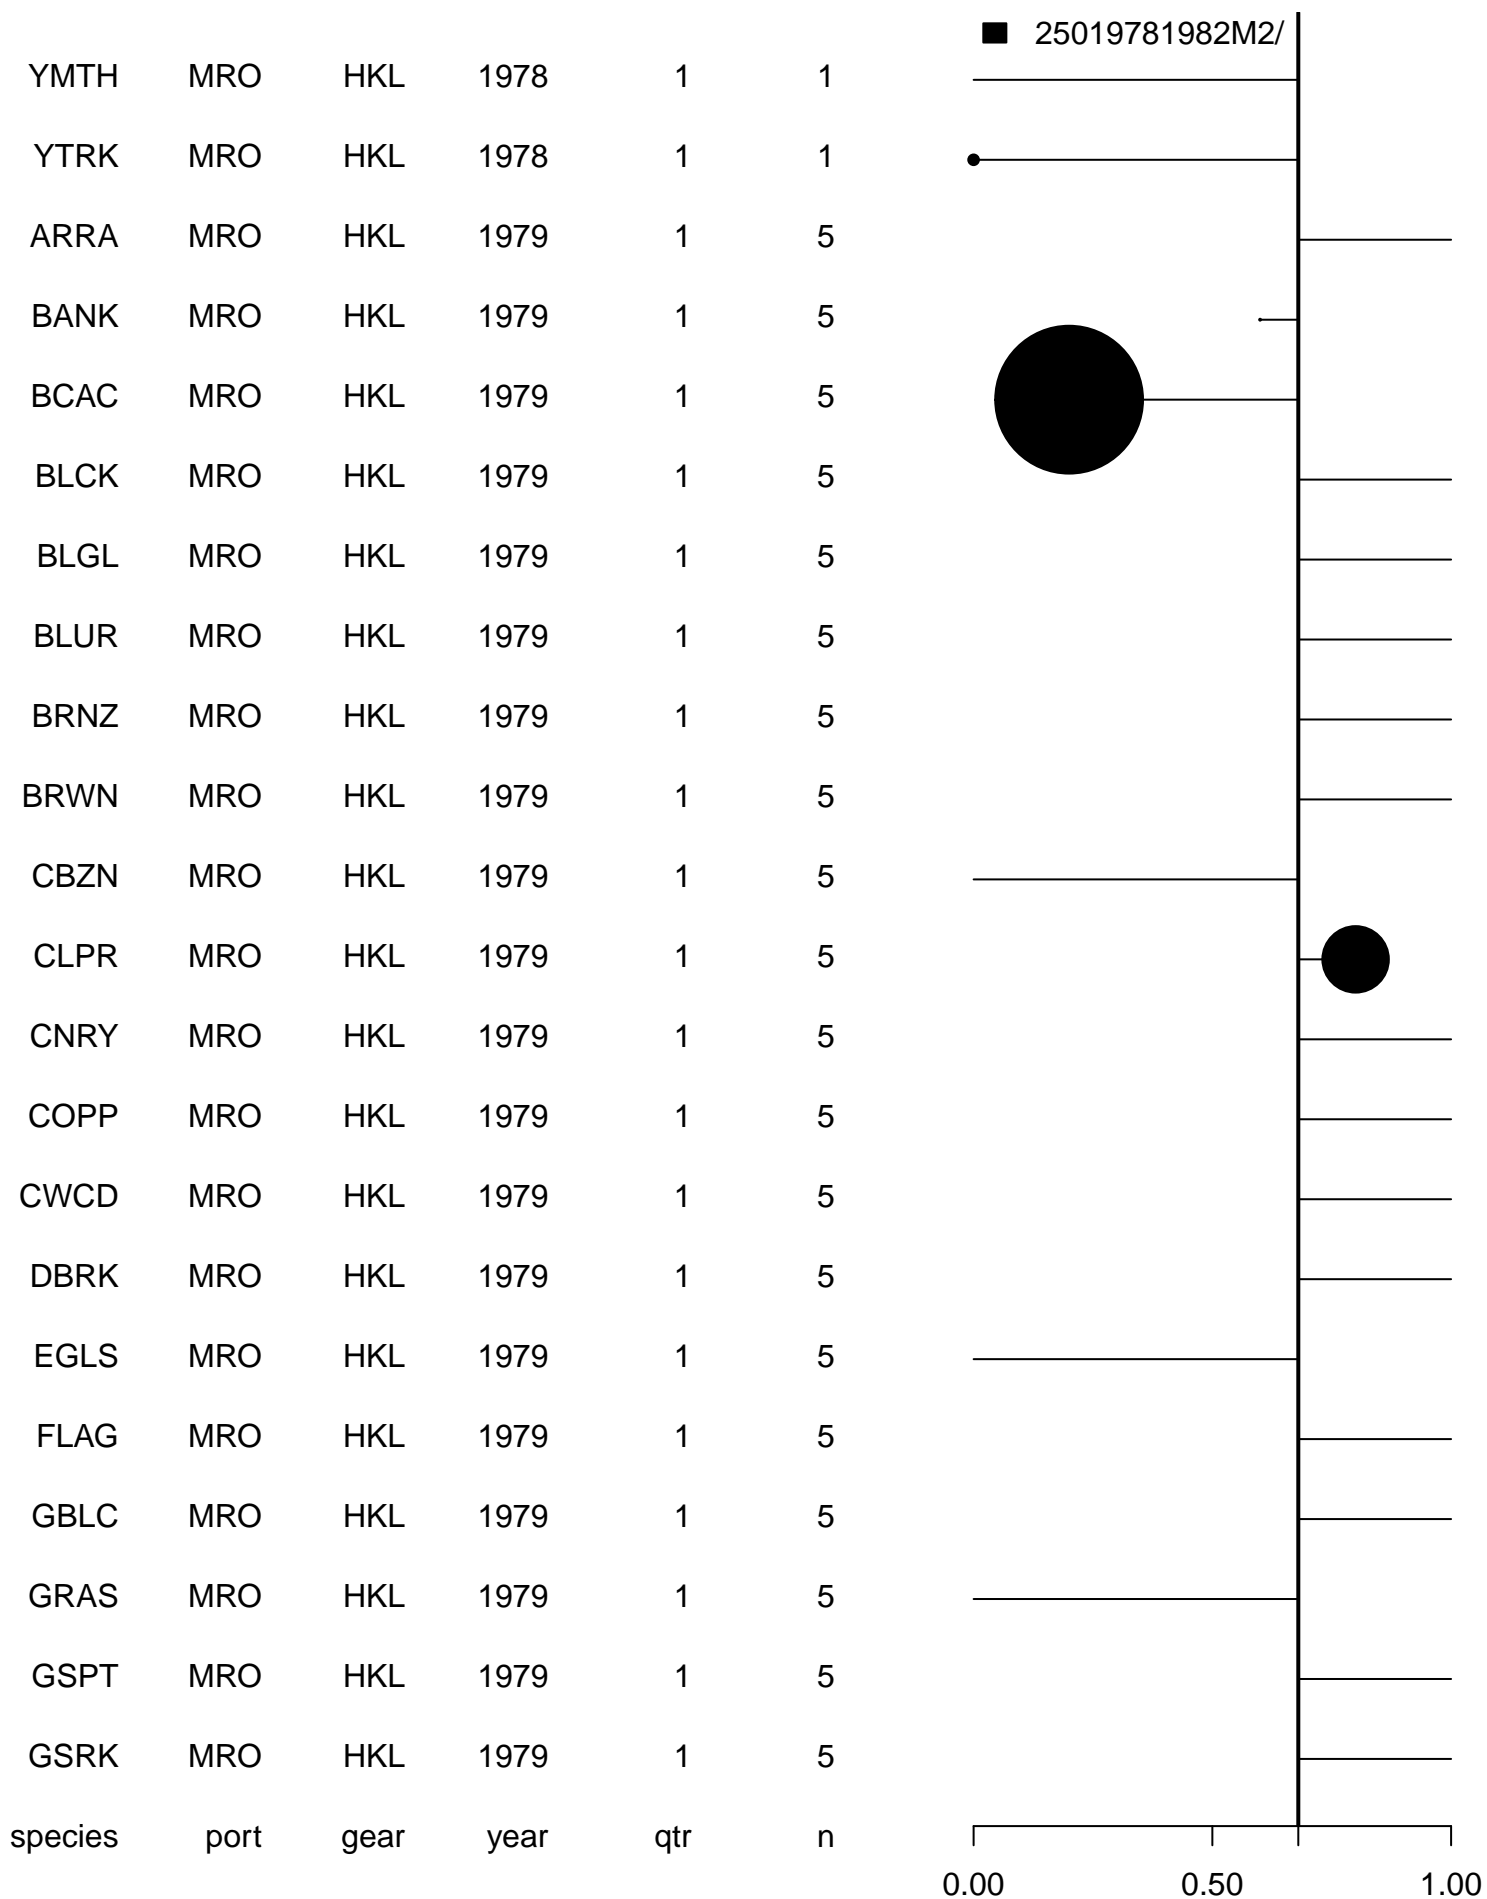 25019781982M2/
YMTH MRO HKL 1978 1 1
YTRK MRO HKL 1978 1 1
ARRA MRO HKL 1979 1 5
BANK MRO HKL 1979 1 5
BCAC MRO HKL 1979 1 5
BLCK MRO HKL 1979 1 5
BLGL MRO HKL 1979 1 5
BLUR MRO HKL 1979 1 5
BRNZ MRO HKL 1979 1 5
BRWN MRO HKL 1979 1 5
CBZN MRO HKL 1979 1 5
CLPR MRO HKL 1979 1 5
CNRY MRO HKL 1979 1 5
COPP MRO HKL 1979 1 5
CWCD MRO HKL 1979 1 5
DBRK MRO HKL 1979 1 5
EGLS MRO HKL 1979 1 5
FLAG MRO HKL 1979 1 5
GBLC MRO HKL 1979 1 5
GRAS MRO HKL 1979 1 5
GSPT MRO HKL 1979 1 5
GSRK MRO HKL 1979 1 5
species port gear year qtr n
0.00 0.50 1.00